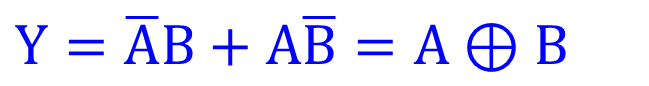 Y = A̅B + AB̅ = A ⊕ B